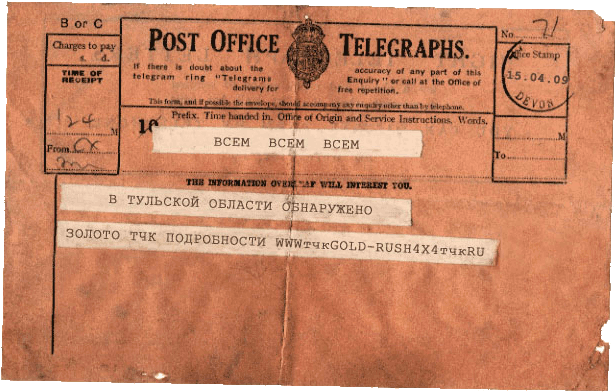 B or C
No. 71
Charges to pay
s. d.
POST OFFICE TELEGRAPHS.
Office Stamp
TIME OF RECEIPT
If there is doubt about the accuracy of any part of this
telegram ring "Telegrams Enquiry" or call at the Office of
delivery for free repetition.
15.04.09
DEVON
This form, and if possible the envelope, should accompany any enquiry other than by telephone.
Prefix. Time handed in. Office of Origin and Service Instructions. Words.
124
M
M
16
From
To
ВСЕМ ВСЕМ ВСЕМ
THE INFORMATION OVERLEAF WILL INTEREST YOU.
В ТУЛЬСКОЙ ОБЛАСТИ ОБНАРУЖЕНО
ЗОЛОТО ТЧК ПОДРОБНОСТИ WWWтчкGOLD-RUSH4X4тчкRU